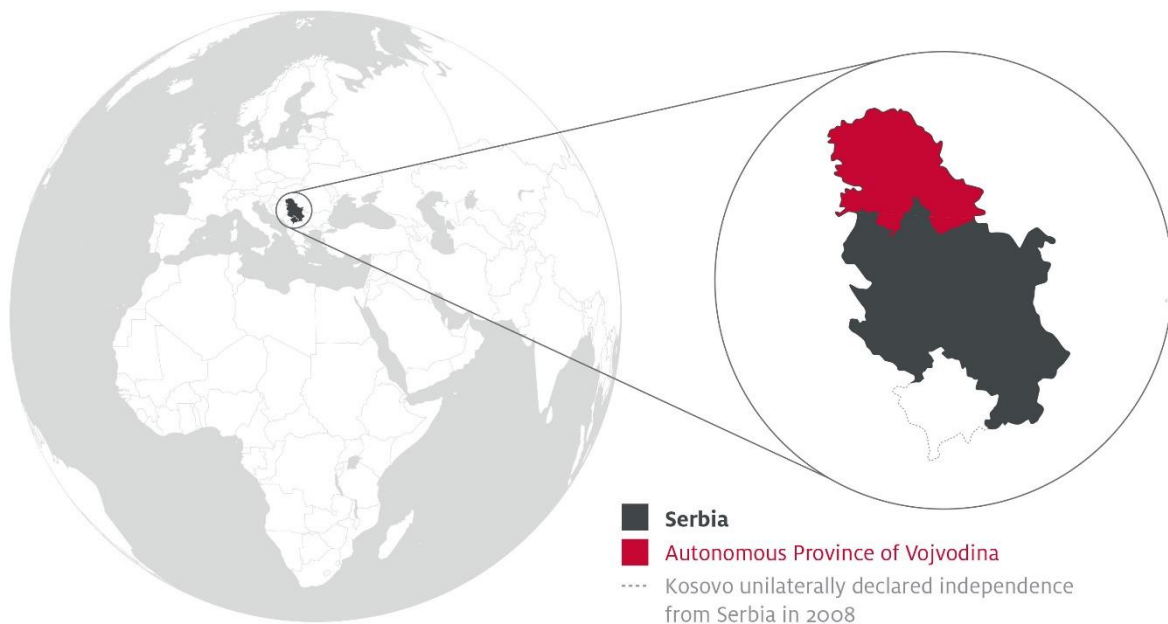 Serbia
Autonomous Province of Vojvodina
Kosovo unilaterally declared independence
from Serbia in 2008